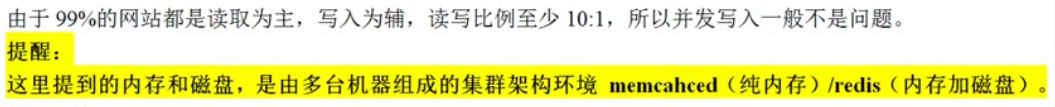 由于 99%的网站都是读取为主，写入为辅，读写比例至少 10:1，所以并发写入一般不是问题。
提醒：
这里提到的内存和磁盘，是由多台机器组成的集群架构环境 memcahced（纯内存）/redis（内存加磁盘）。